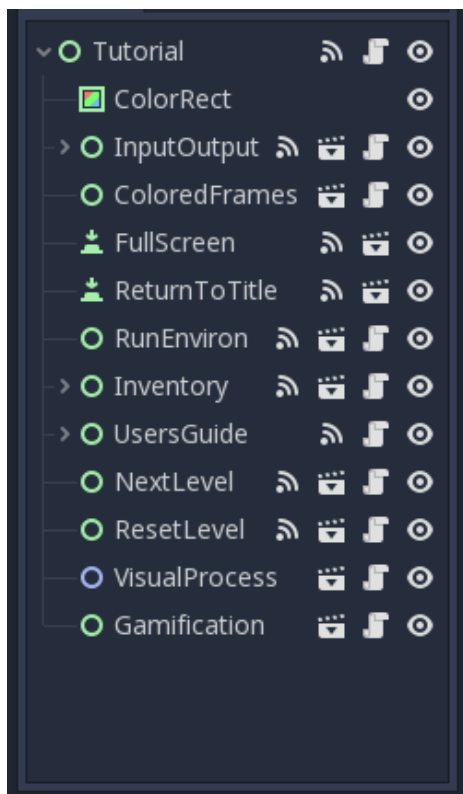 Tutorial
ColorRect
InputOutput
ColoredFrames
FullScreen
ReturnToTitle
RunEnviron
Inventory
UsersGuide
NextLevel
ResetLevel
VisualProcess
Gamification